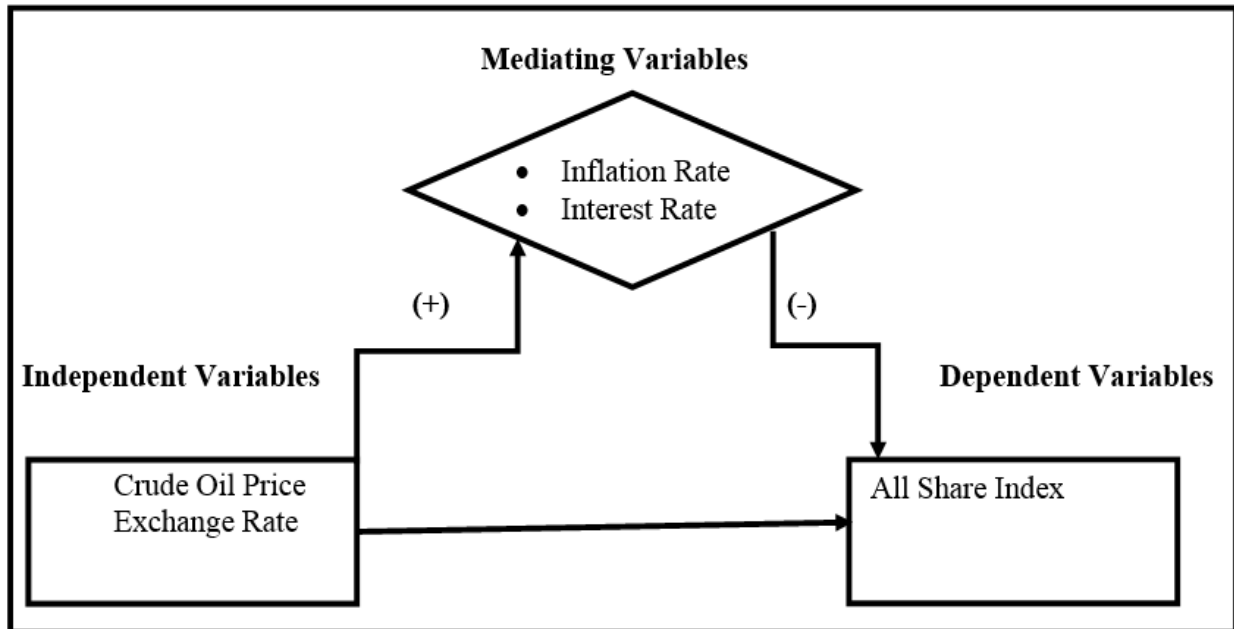 Mediating Variables
• Inflation Rate
• Interest Rate
(+)
(-)
Independent Variables
Dependent Variables
Crude Oil Price
Exchange Rate
All Share Index